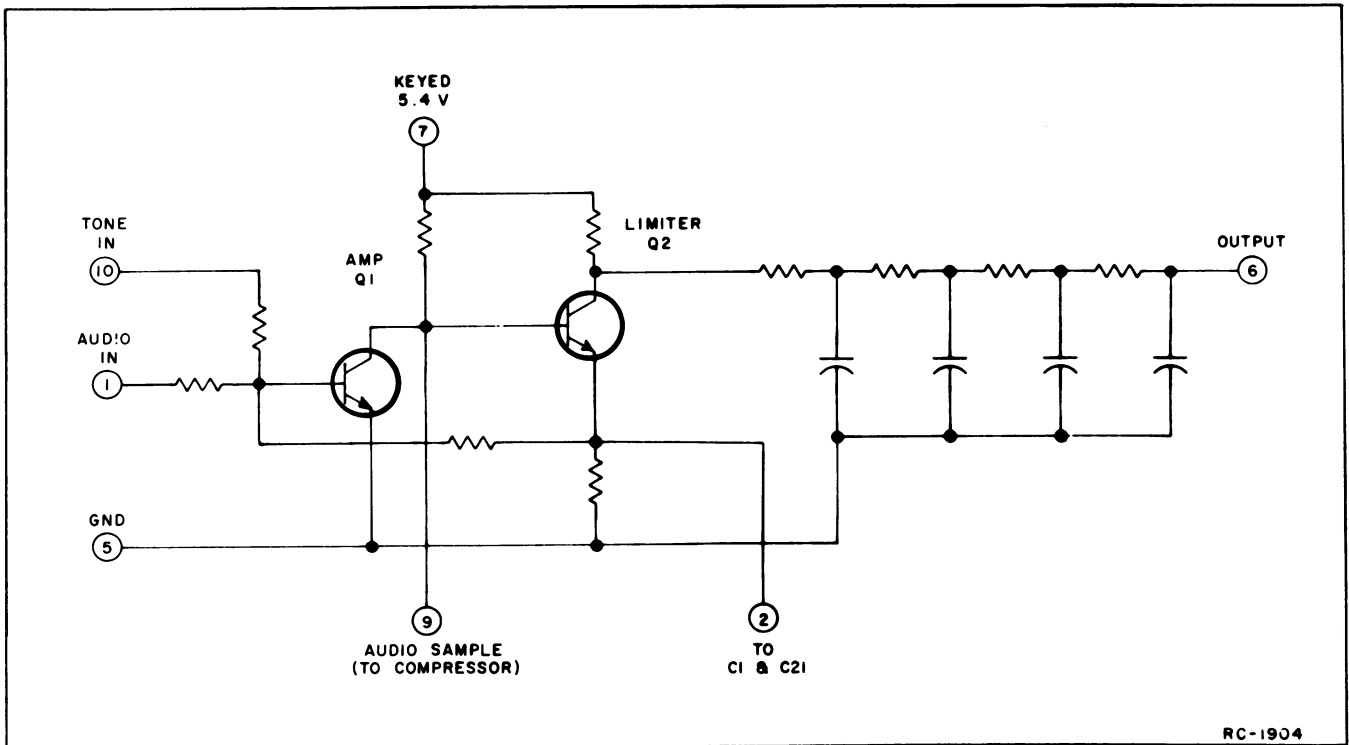 KEYED
5.4 V
7
TONE
IN
10
AMP
Q1
LIMITER
Q2
OUTPUT
6
AUDIO
IN
1
GND
5
9
AUDIO SAMPLE
(TO COMPRESSOR)
2
TO
C1 & C21
RC-1904